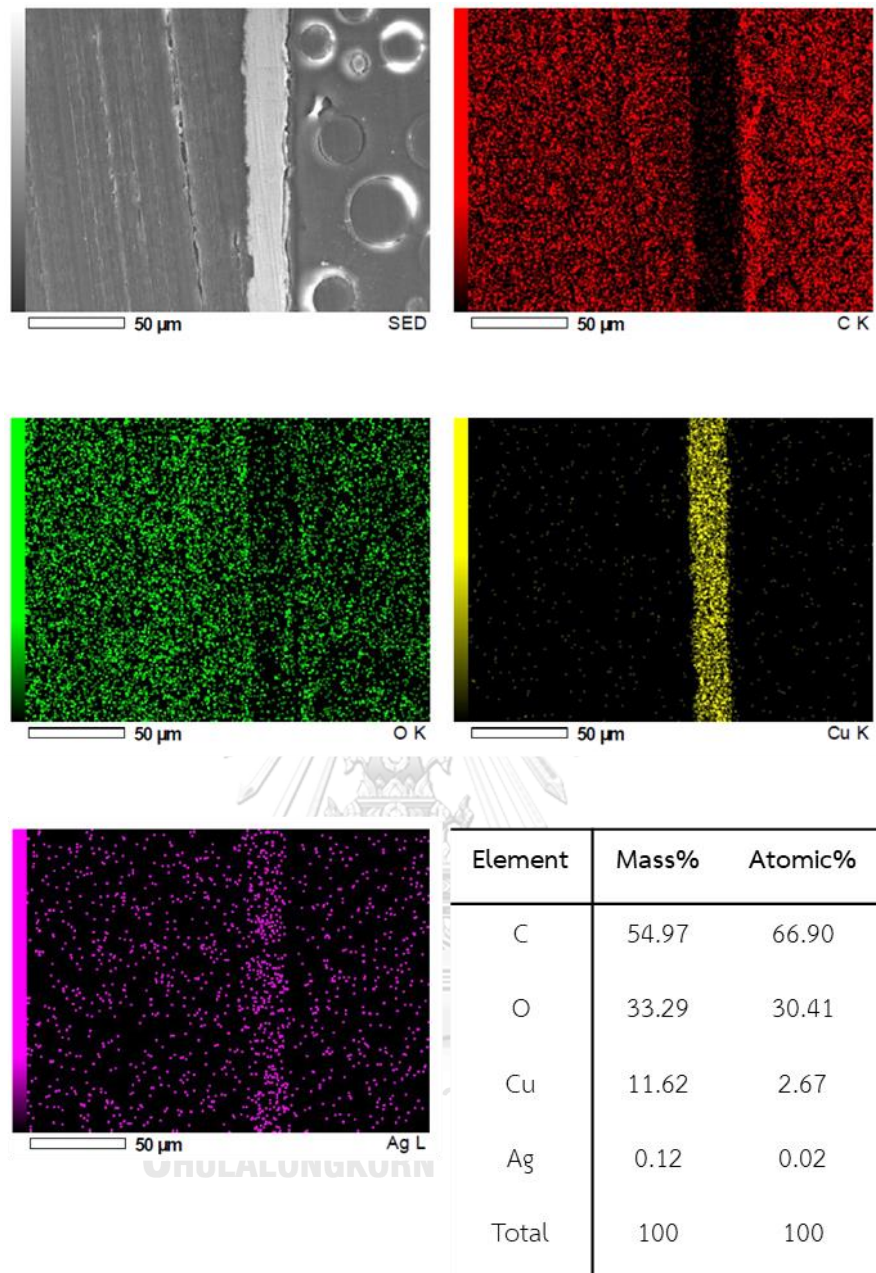 50 µm SED
50 µm C K
50 µm O K
50 µm Cu K
50 µm Ag L
Element Mass% Atomic%
C 54.97 66.90
O 33.29 30.41
Cu 11.62 2.67
Ag 0.12 0.02
Total 100 100
CHULALONGKORN